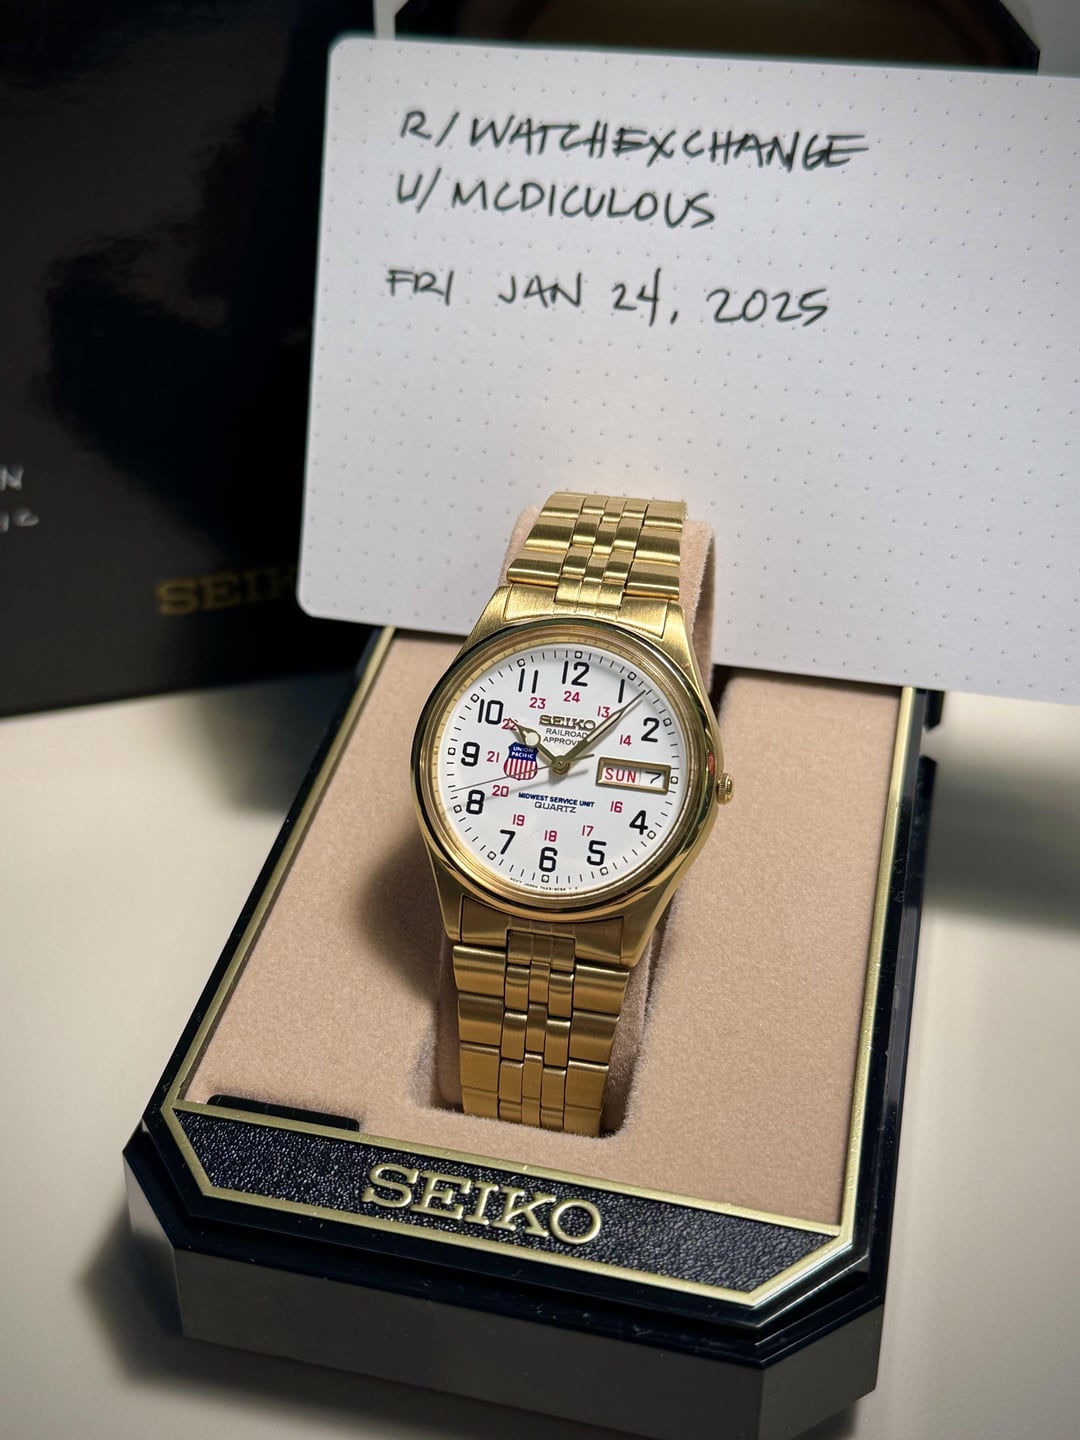 R/WATCHEXCHANGE
U/MCDICULOUS
FRI JAN 24, 2025
SEIKO
12
11
1
10
2
9
8
4
7
5
6
24
23
13
22
14
21
20
16
19
17
18
SEIKO
RAILROAD
APPROVED
UNION
PACIFIC
SUN 7
MIDWEST SERVICE UNIT
QUARTZ
SEIKO